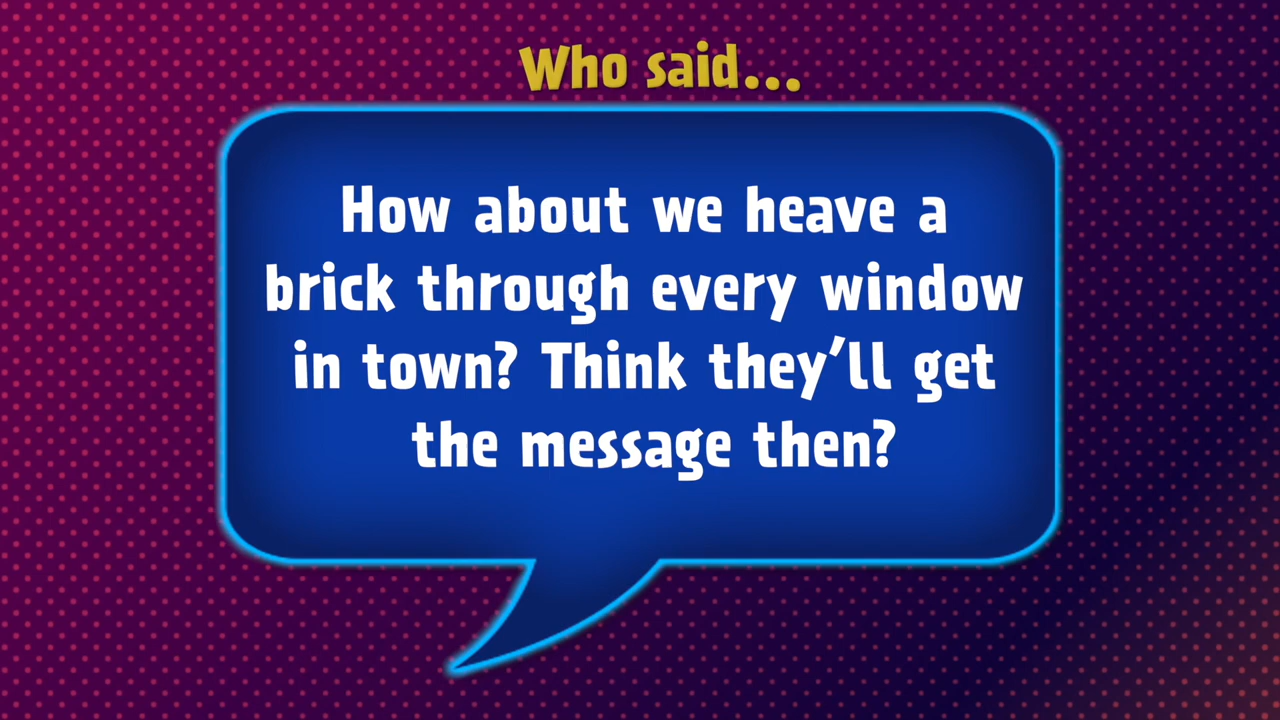 Who said...
How about we heave a
brick through every window
in town? Think they'll get
the message then?